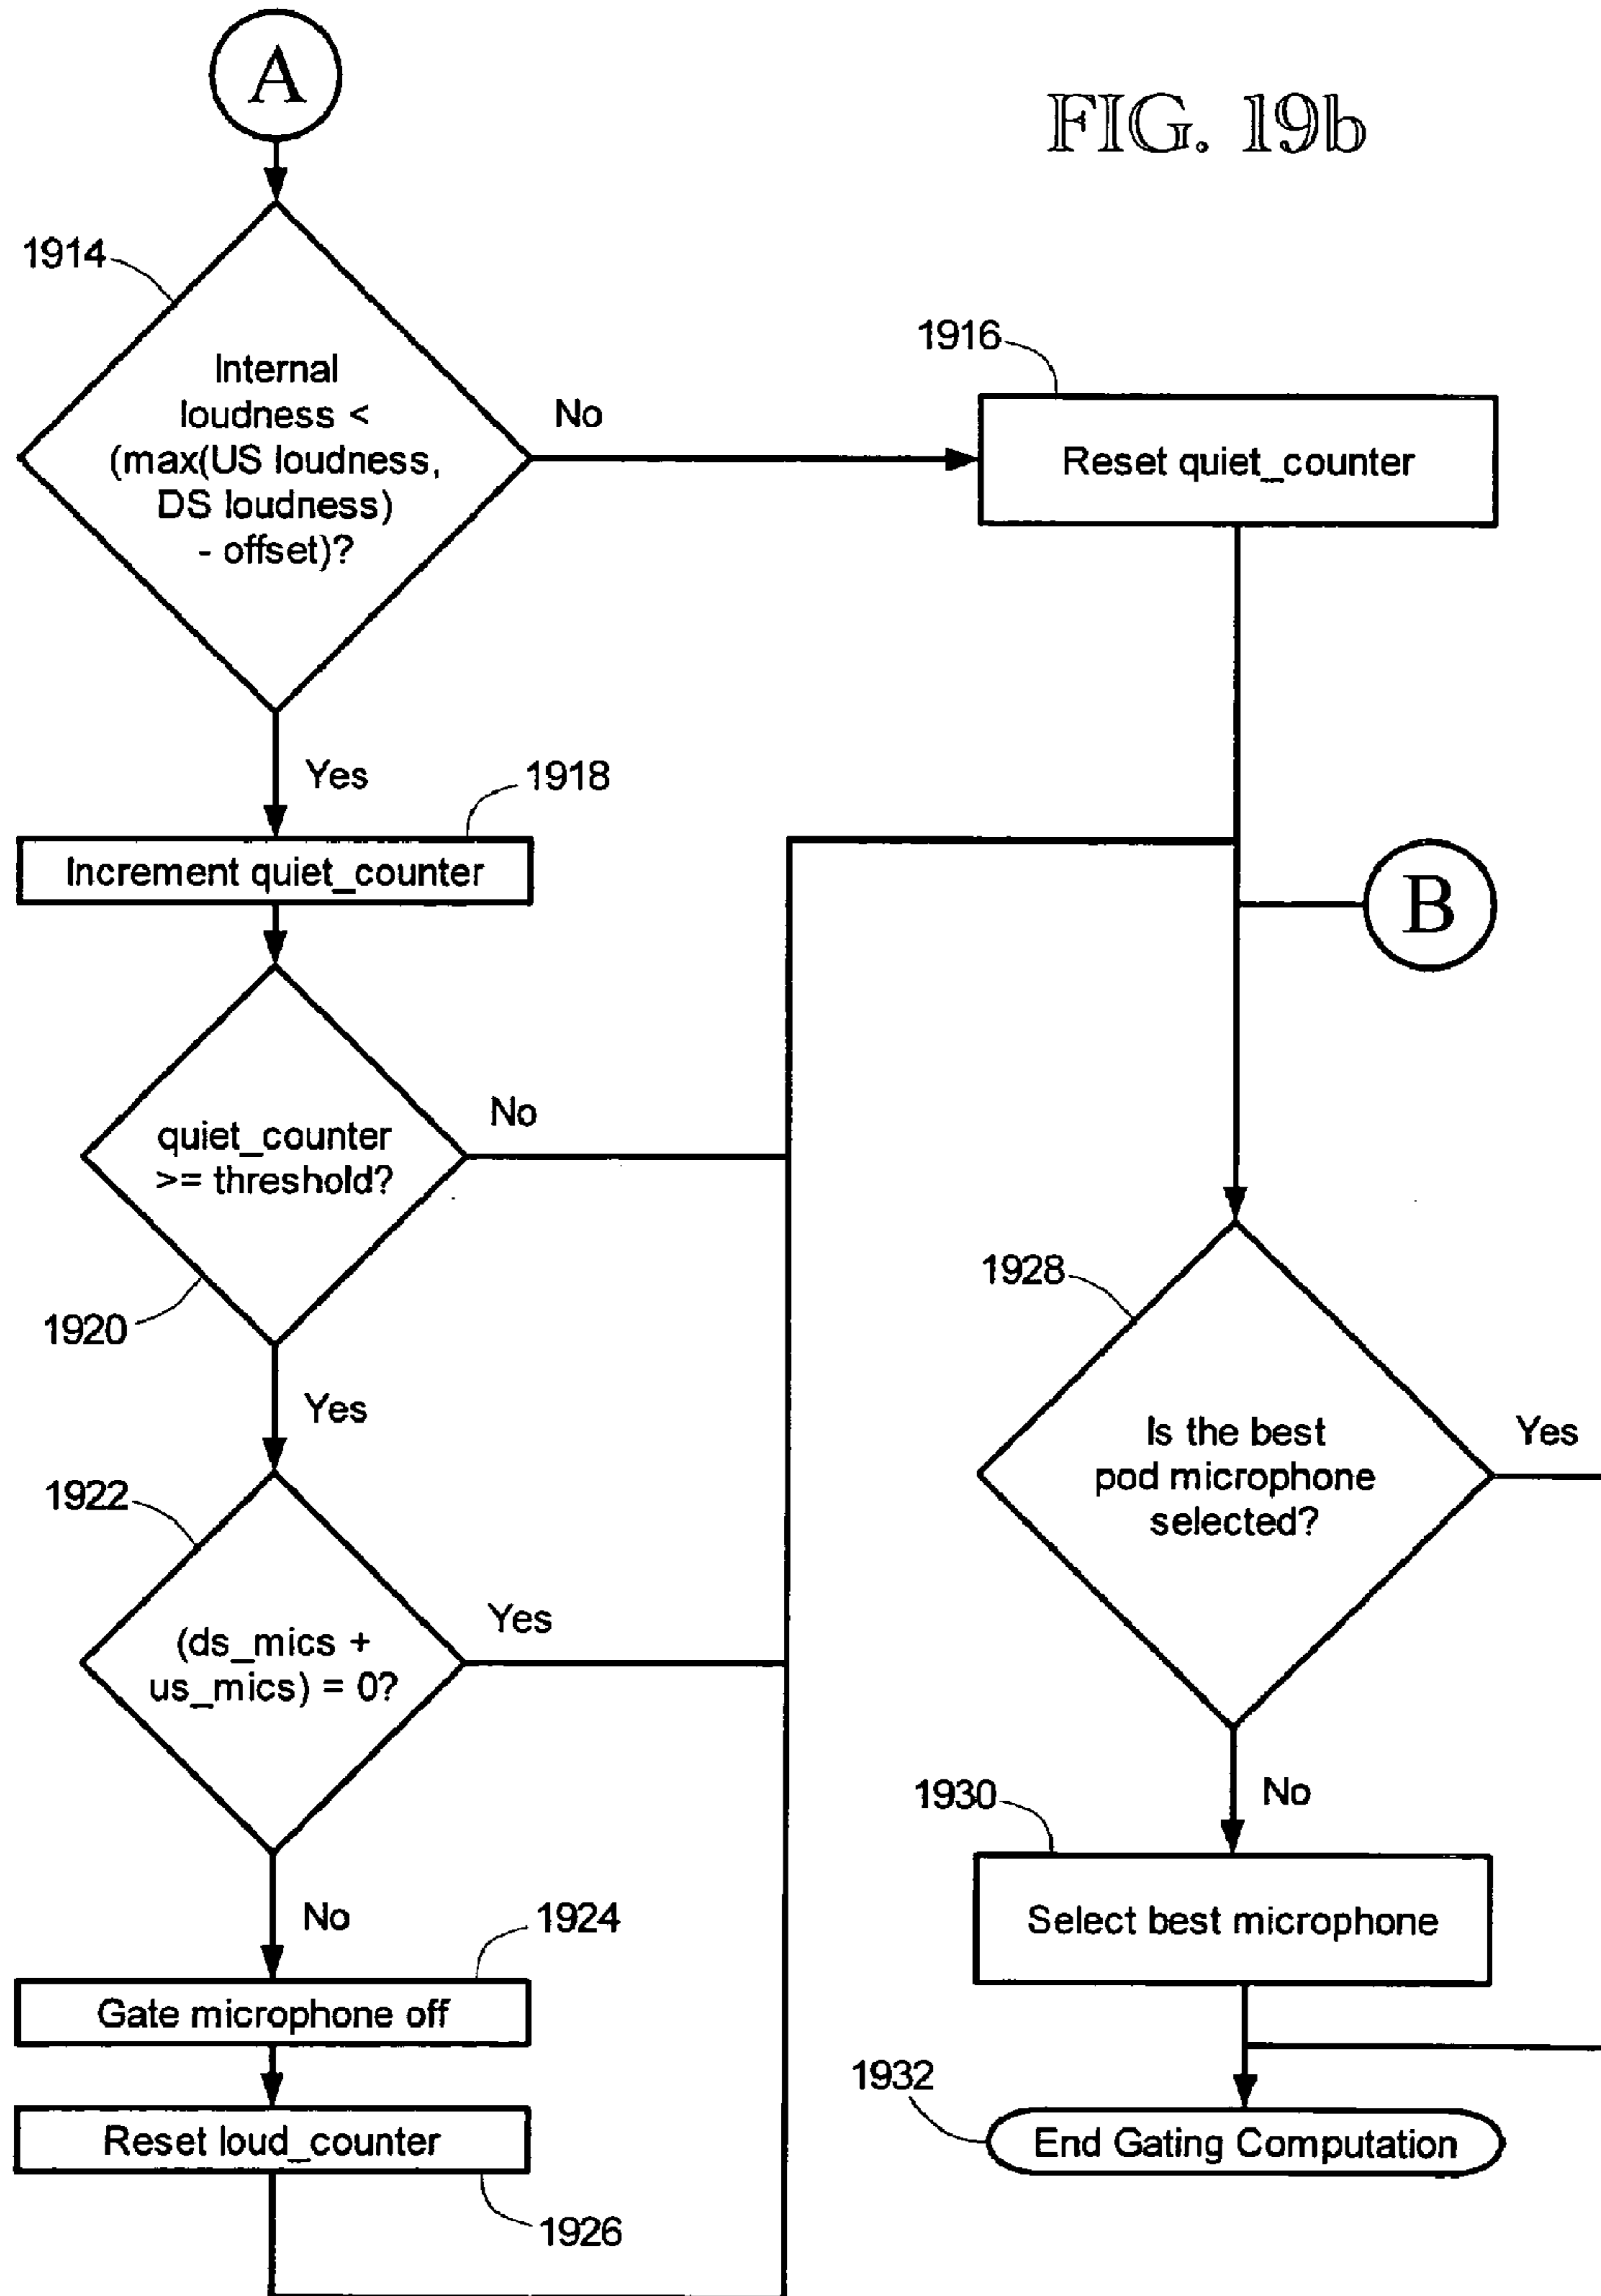 A
FIG. 19b
1914
Internal
loudness <
(max(US loudness,
DS loudness)
- offset)?
No
1916
Reset quiet_counter
Yes
1918
Increment quiet_counter
B
quiet_counter
>= threshold?
No
1920
Yes
1922
(ds_mics +
us_mics) = 0?
Yes
No
1924
Gate microphone off
Reset loud_counter
1926
1928
Is the best
pod microphone
selected?
Yes
No
1930
Select best microphone
1932
End Gating Computation